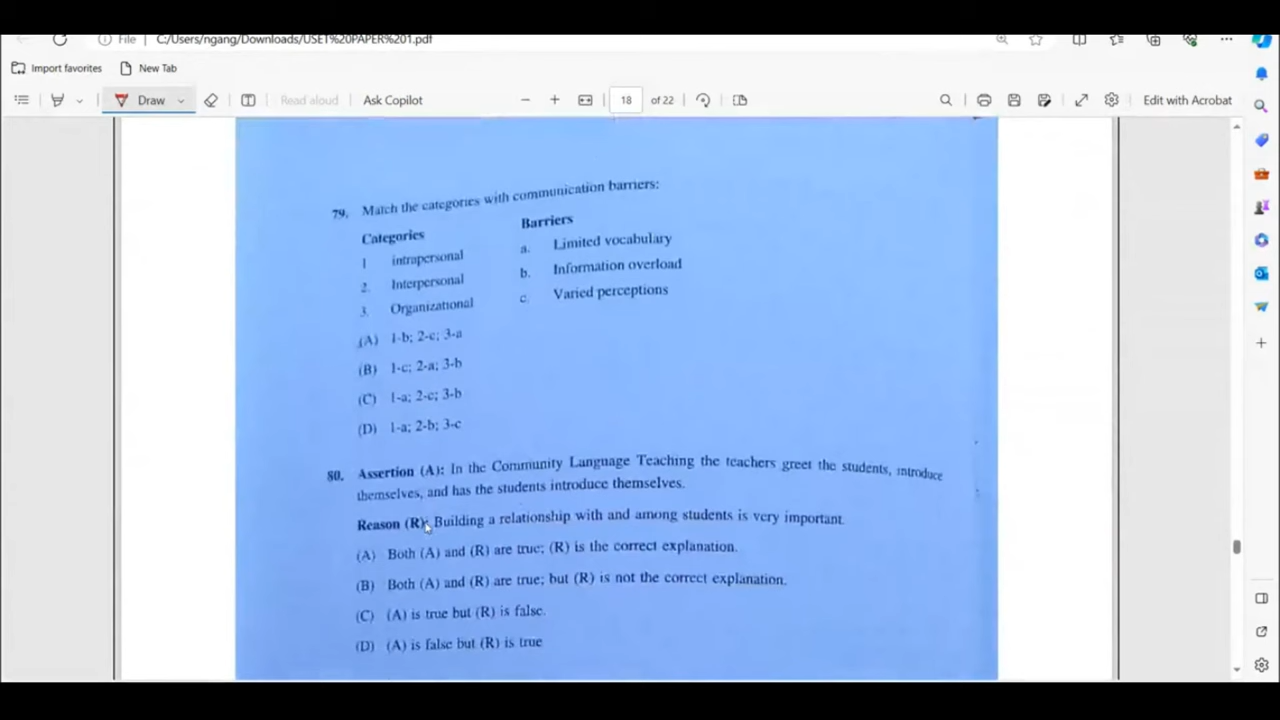 File C:/Users/ngang/Downloads/USET%20PAPER%201.pdf
Import favorites New Tab
Draw Read aloud Ask Copilot 18 of 22 Edit with Acrobat
79. Match the categories with communication barriers:
Categories Barriers
1 intrapersonal a. Limited vocabulary
2. Interpersonal b. Information overload
3. Organizational c. Varied perceptions
(A) 1-b; 2-c; 3-a
(B) 1-c; 2-a; 3-b
(C) 1-a; 2-c; 3-b
(D) 1-a; 2-b; 3-c
80. Assertion (A): In the Community Language Teaching the teachers greet the students, introduce
themselves, and has the students introduce themselves.
Reason (R): Building a relationship with and among students is very important.
(A) Both (A) and (R) are true; (R) is the correct explanation.
(B) Both (A) and (R) are true; but (R) is not the correct explanation.
(C) (A) is true but (R) is false.
(D) (A) is false but (R) is true